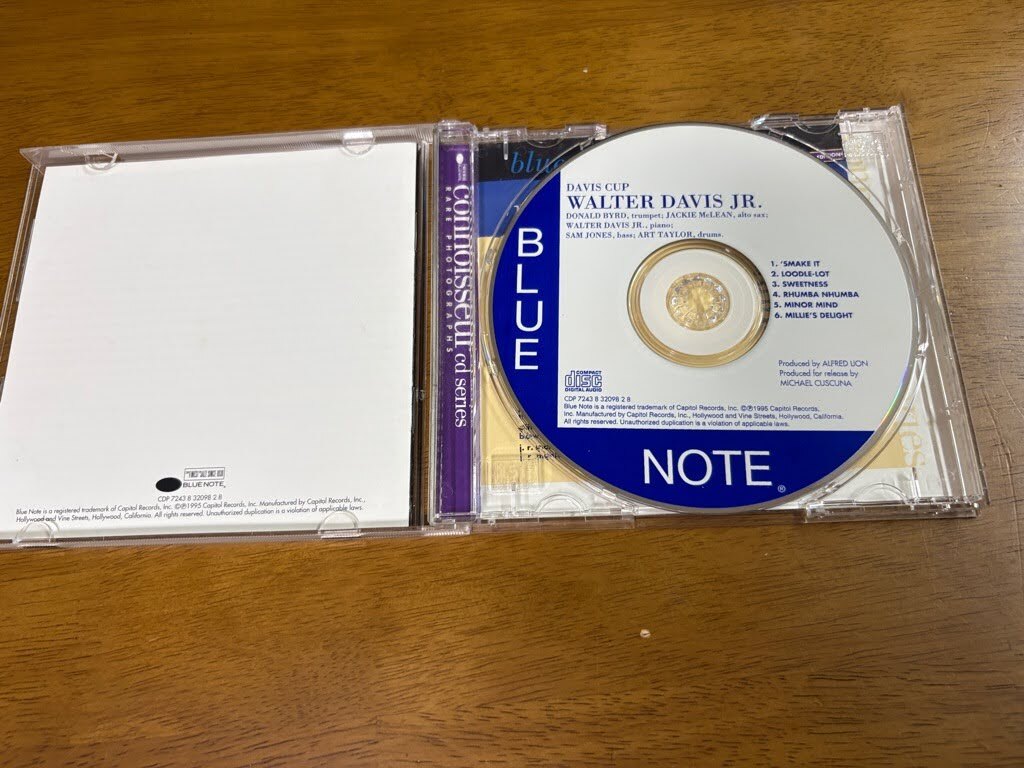 BLUE NOTE®
CDP 7243 8 32098 2 8
Blue Note is a registered trademark of Capitol Records, Inc. ©℗1995 Capitol Records, Inc. Manufactured by Capitol Records, Inc.,
Hollywood and Vine Streets, Hollywood, California. All rights reserved. Unauthorized duplication is a violation of applicable laws.
connoisseur cd series
RARE PHOTOGRAPHS
blue
DAVIS CUP
WALTER DAVIS JR.
DONALD BYRD, trumpet; JACKIE McLEAN, alto sax;
WALTER DAVIS JR., piano;
SAM JONES, bass; ART TAYLOR, drums.
1. 'SMAKE IT
2. LOODLE-LOT
3. SWEETNESS
4. RHUMBA NHUMBA
5. MINOR MIND
6. MILLIE'S DELIGHT
Produced by ALFRED LION
Produced for release by
MICHAEL CUSCUNA
COMPACT
disc
DIGITAL AUDIO
CDP 7243 8 32098 2 8
Blue Note is a registered trademark of Capitol Records, Inc. ©℗1995 Capitol Records,
Inc. Manufactured by Capitol Records, Inc., Hollywood and Vine Streets, Hollywood, California.
All rights reserved. Unauthorized duplication is a violation of applicable laws.
BLUE
NOTE®